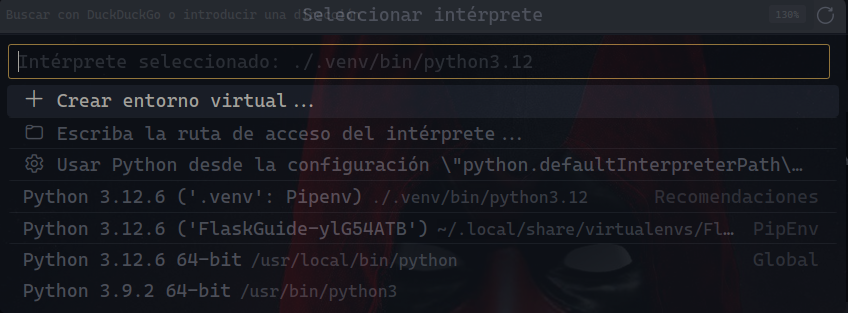 Buscar con DuckDuckGo o introducir una dirección
Seleccionar intérprete
130%
Intérprete seleccionado: ./.venv/bin/python3.12
+ Crear entorno virtual...
Escriba la ruta de acceso del intérprete...
Usar Python desde la configuración \"python.defaultInterpreterPath\...
Python 3.12.6 ('.venv': Pipenv) ./.venv/bin/python3.12 Recomendaciones
Python 3.12.6 ('FlaskGuide-ylG54ATB') ~/.local/share/virtualenvs/Fl... PipEnv
Python 3.12.6 64-bit /usr/local/bin/python Global
Python 3.9.2 64-bit /usr/bin/python3